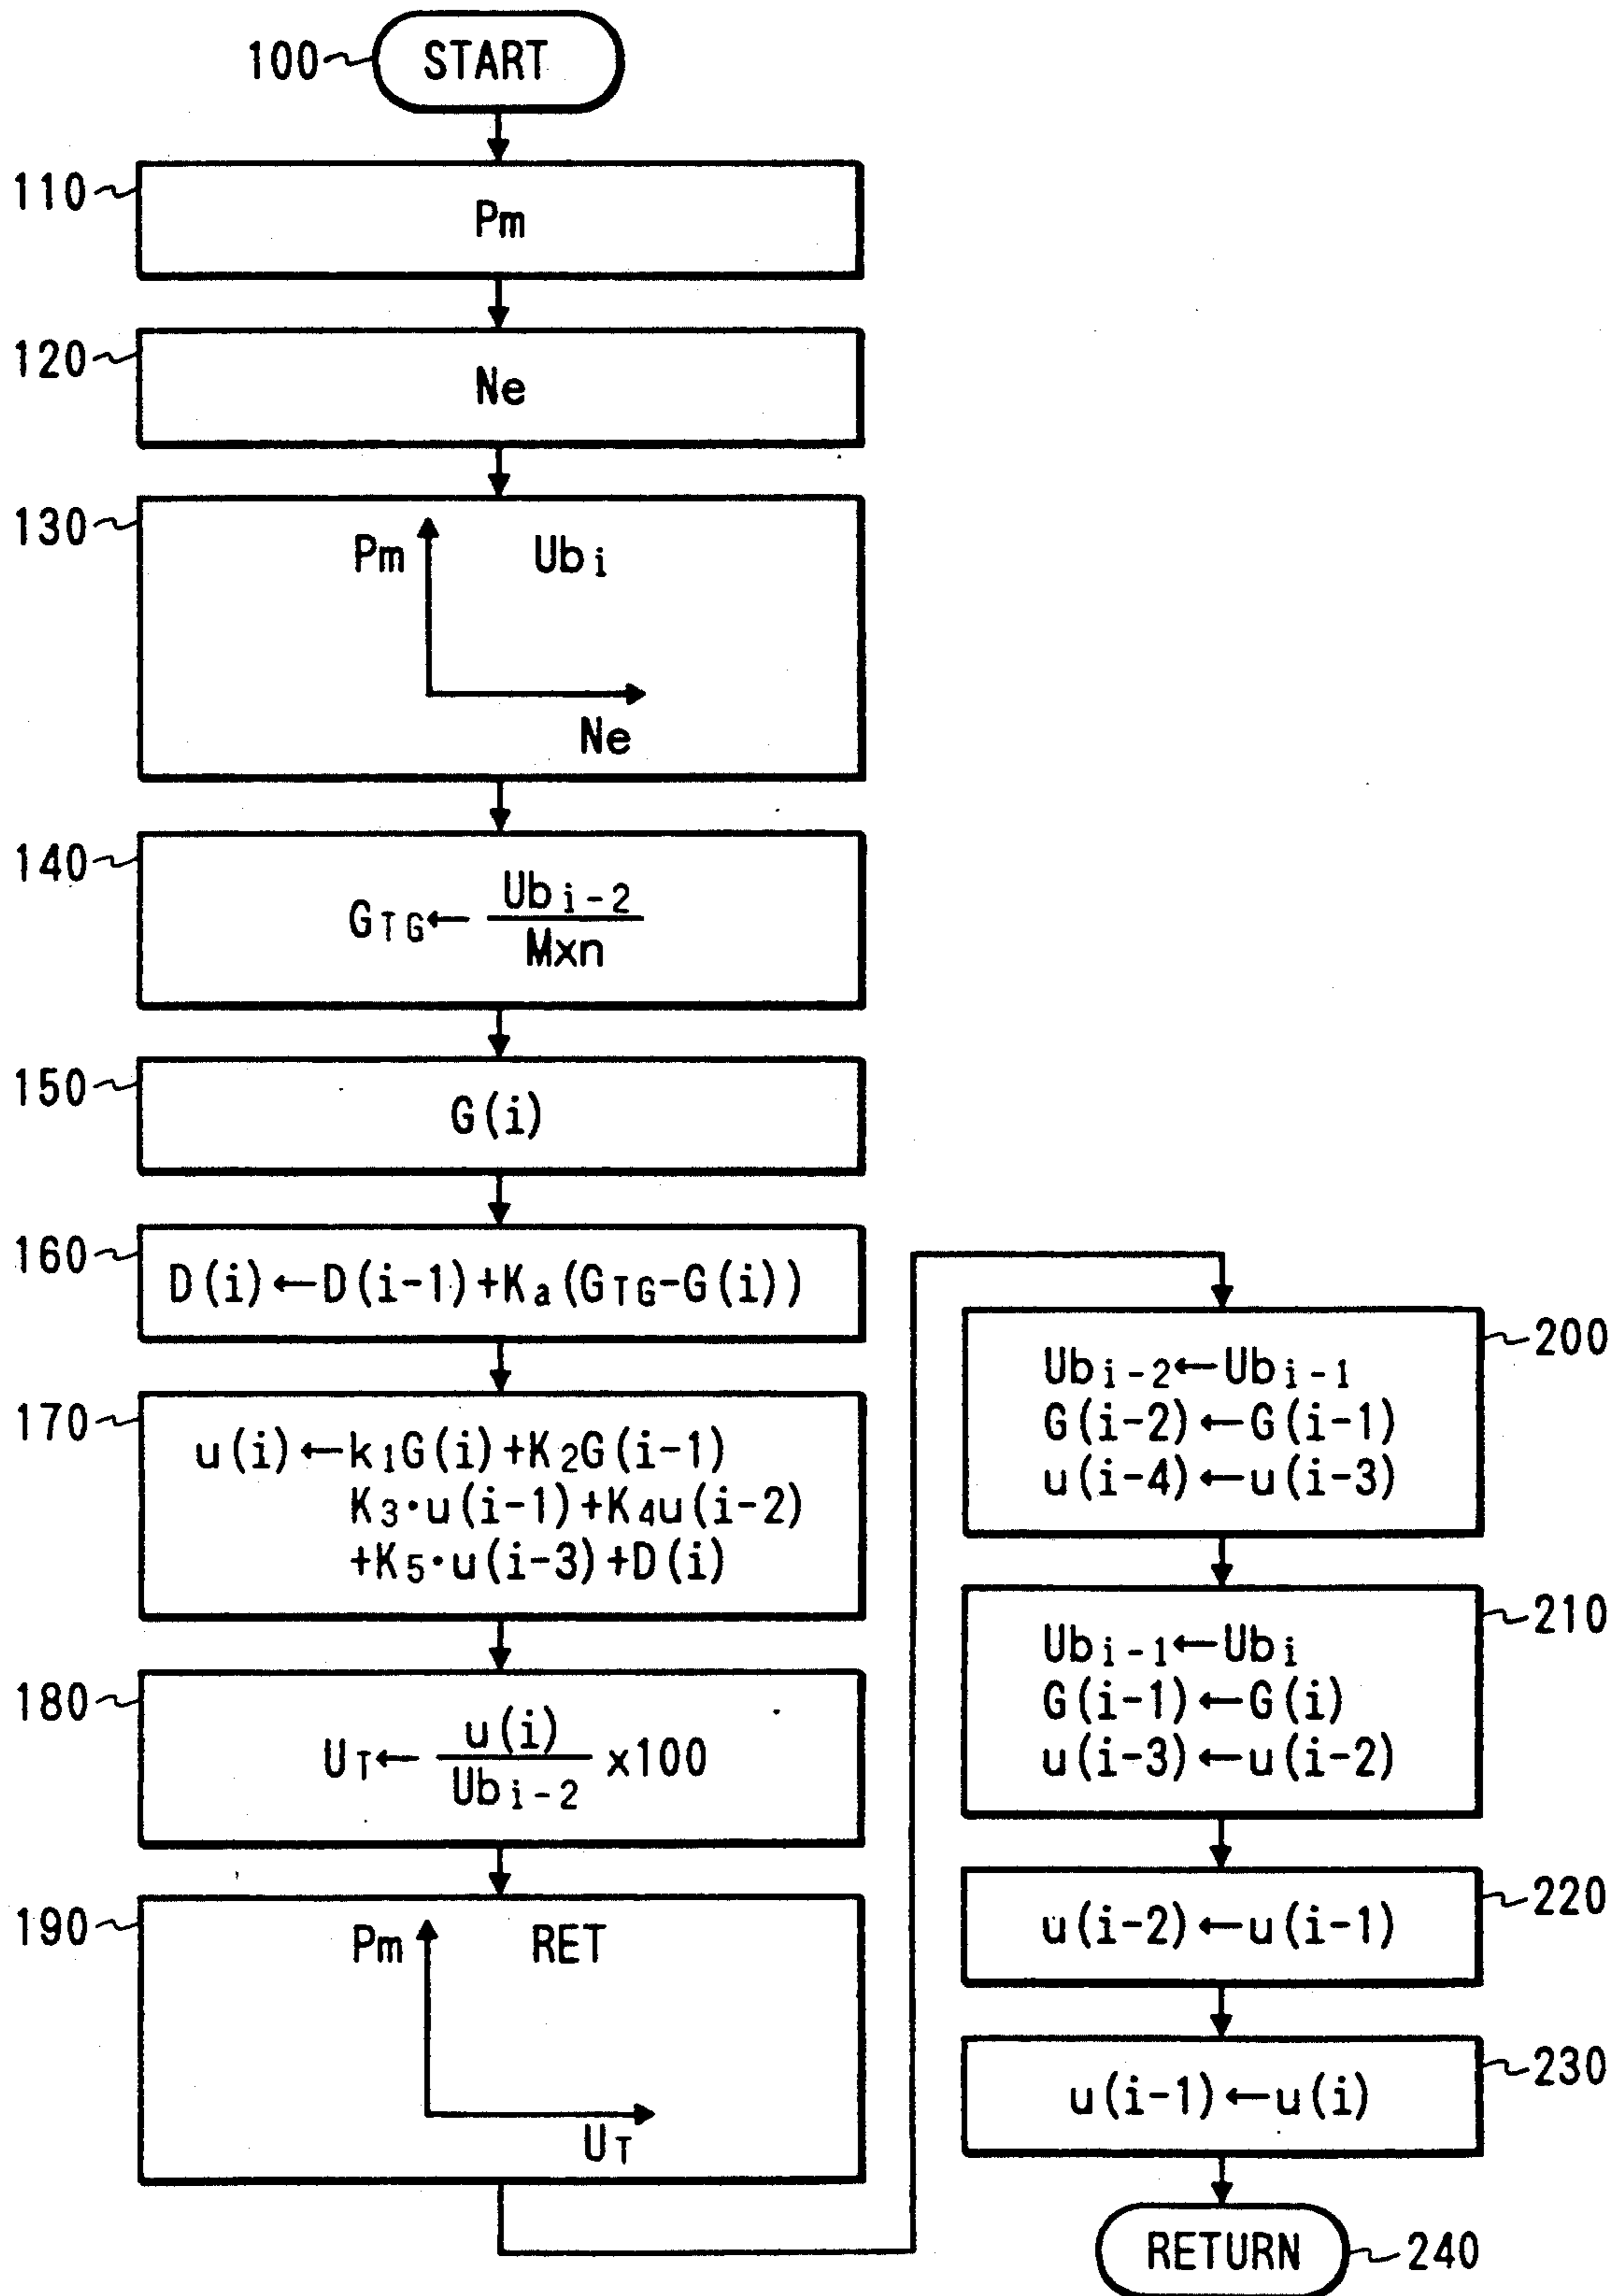 100 START
110 Pm
120 Ne
130 Pm Ubi
Ne
140 GTG← Ubi-2
Mxn
150 G(i)
160 D(i)←D(i-1)+Ka(GTG-G(i))
170 u(i)←k1G(i)+K2G(i-1)
K3·u(i-1)+K4u(i-2)
+K5·u(i-3)+D(i)
180 UT← u(i) x100
Ubi-2
190 Pm RET
UT
200
Ubi-2←Ubi-1
G(i-2)←G(i-1)
u(i-4)←u(i-3)
210
Ubi-1←Ubi
G(i-1)←G(i)
u(i-3)←u(i-2)
220
u(i-2)←u(i-1)
230
u(i-1)←u(i)
RETURN 240